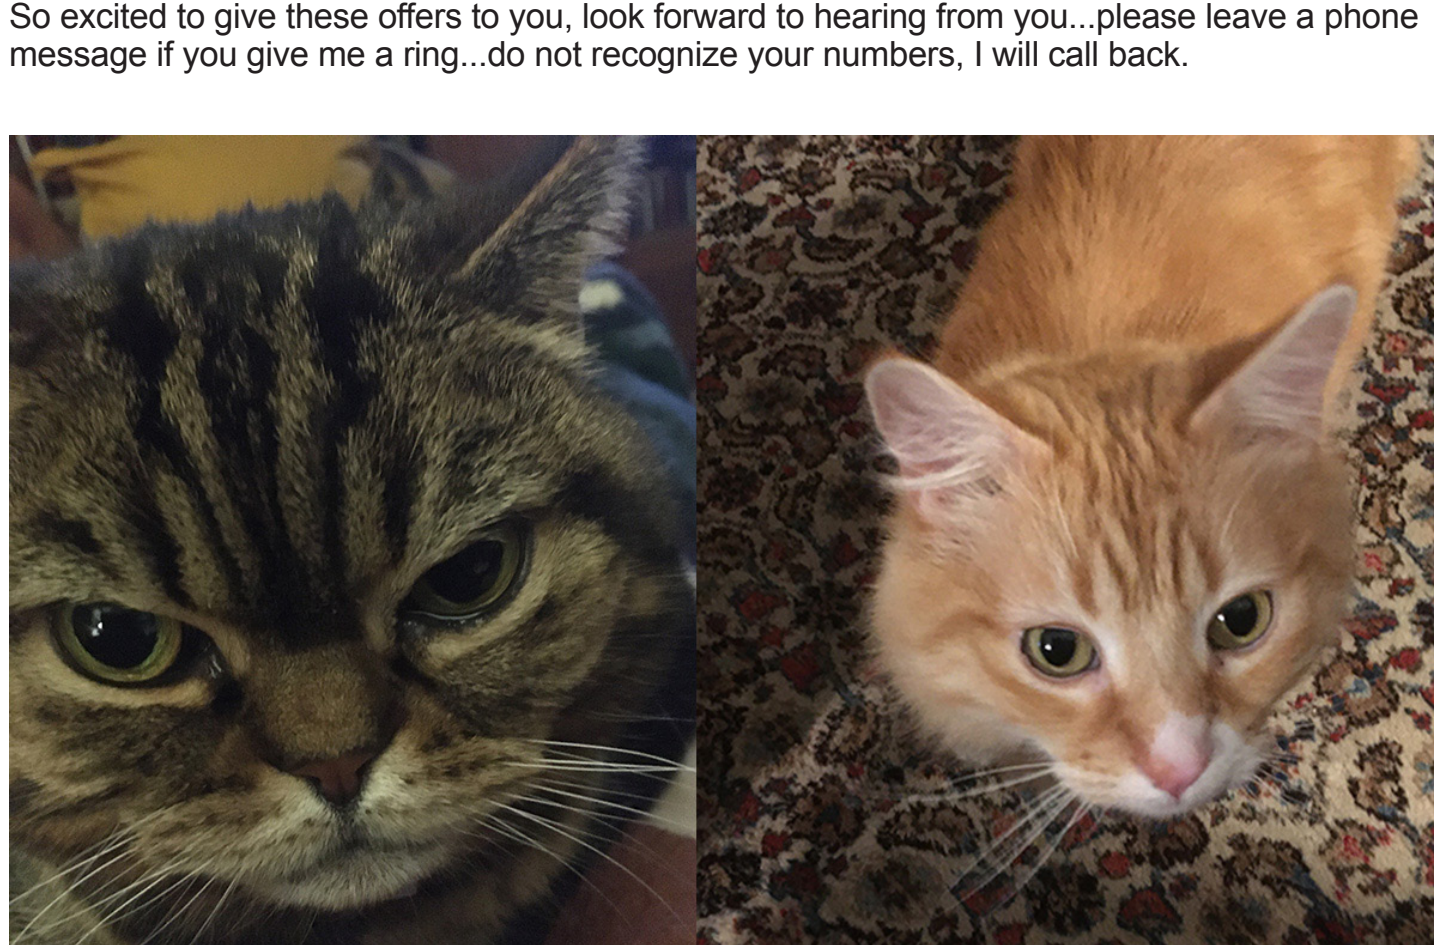 So excited to give these offers to you, look forward to hearing from you...please leave a phone
message if you give me a ring...do not recognize your numbers, I will call back.